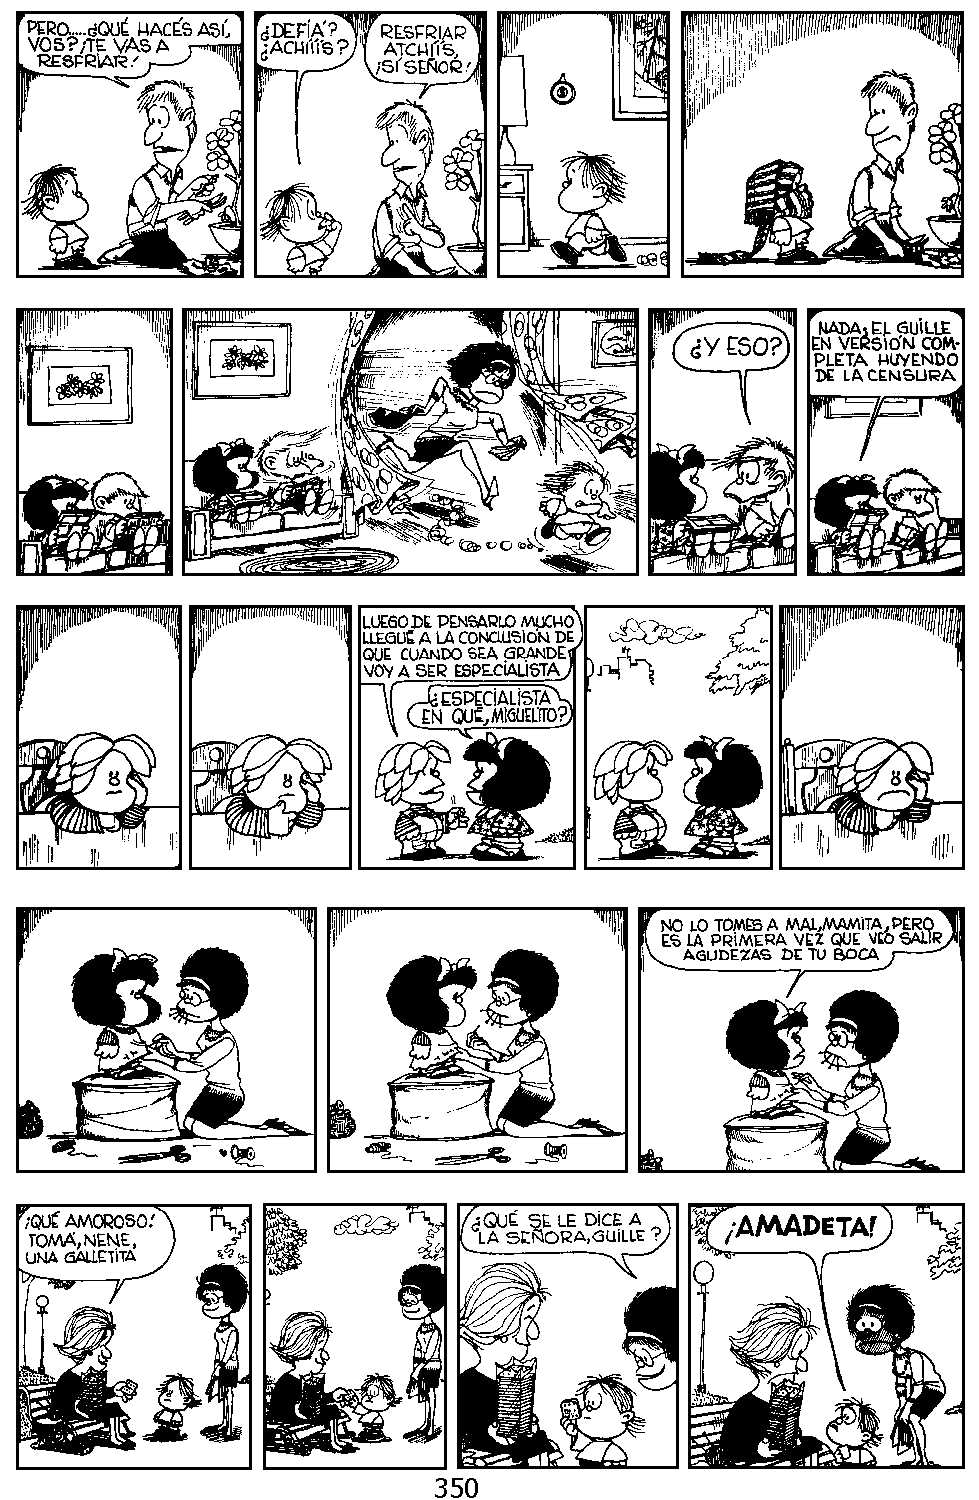 PERO....¿QUÉ HACÉS ASÍ,
VOS? ¡TE VAS A
RESFRIAR!
¿DEFÍA?
¿ACHÍÍÍS?
RESFRIAR
ATCHÍÍS,
¡SÍ SEÑOR!
¿Y ESO?
NADA, EL GUILLE
EN VERSIÓN COM-
PLETA HUYENDO
DE LA CENSURA
LUEGO DE PENSARLO MUCHO
LLEGUÉ A LA CONCLUSIÓN DE
QUE CUANDO SEA GRANDE
VOY A SER ESPECIALISTA
¿ESPECIALISTA
EN QUÉ, MIGUELITO?
NO LO TOMES A MAL, MAMITA, PERO
ES LA PRIMERA VEZ QUE VEO SALIR
AGUDEZAS DE TU BOCA
¡QUÉ AMOROSO!
TOMA, NENE,
UNA GALLETITA
¿QUÉ SE LE DICE A
LA SEÑORA, GUILLE?
¡AMADETA!
350